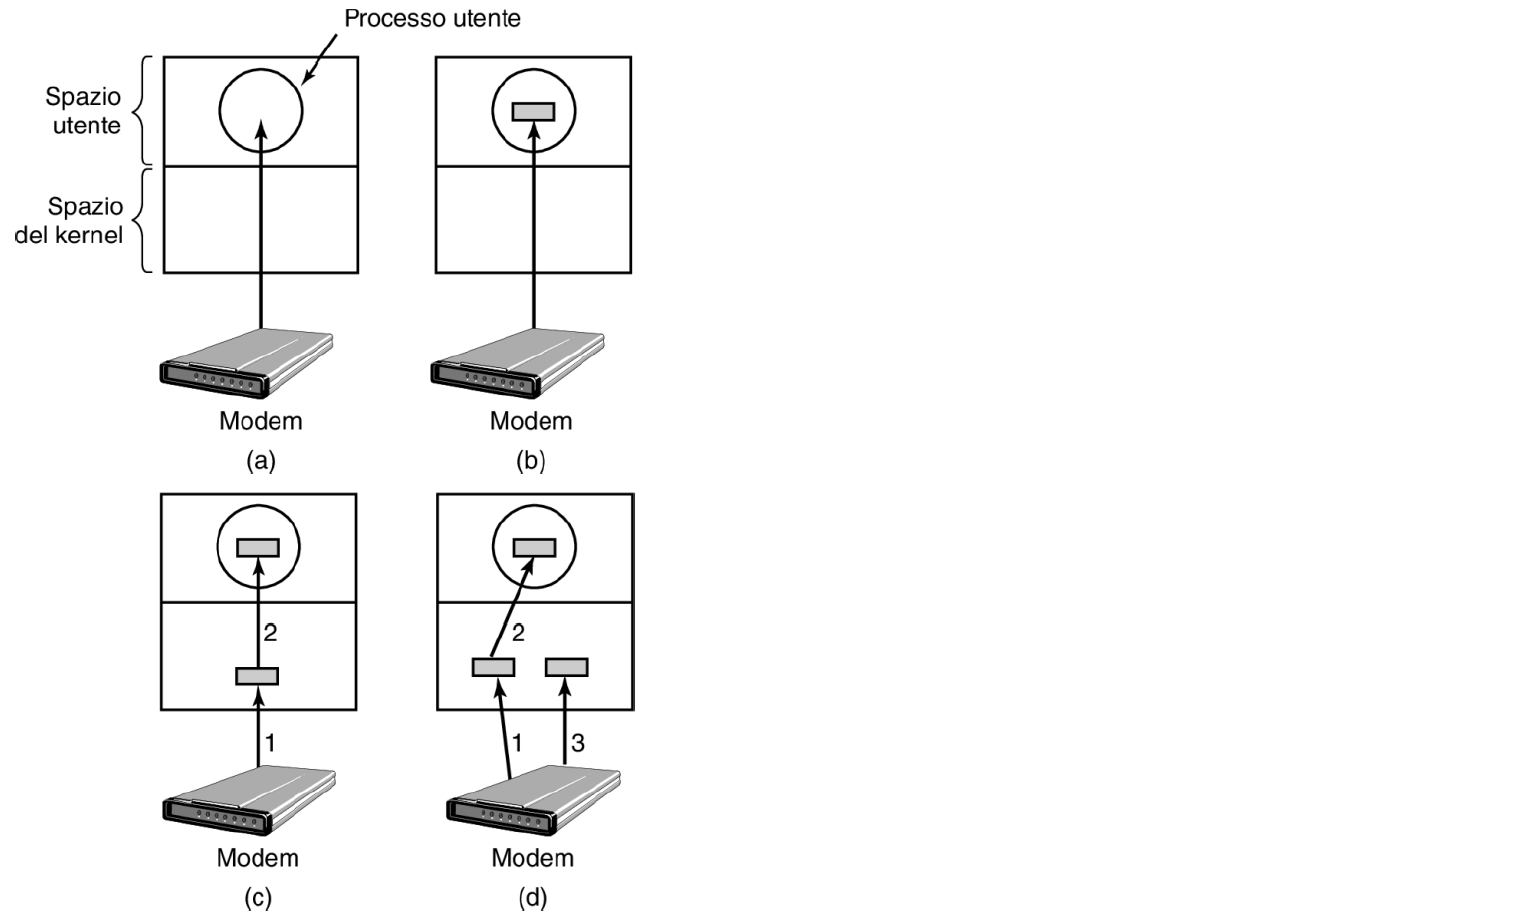 Processo utente
Spazio
utente
Spazio
del kernel
Modem
Modem
(a)
(b)
2
1
2
1
3
Modem
Modem
(c)
(d)